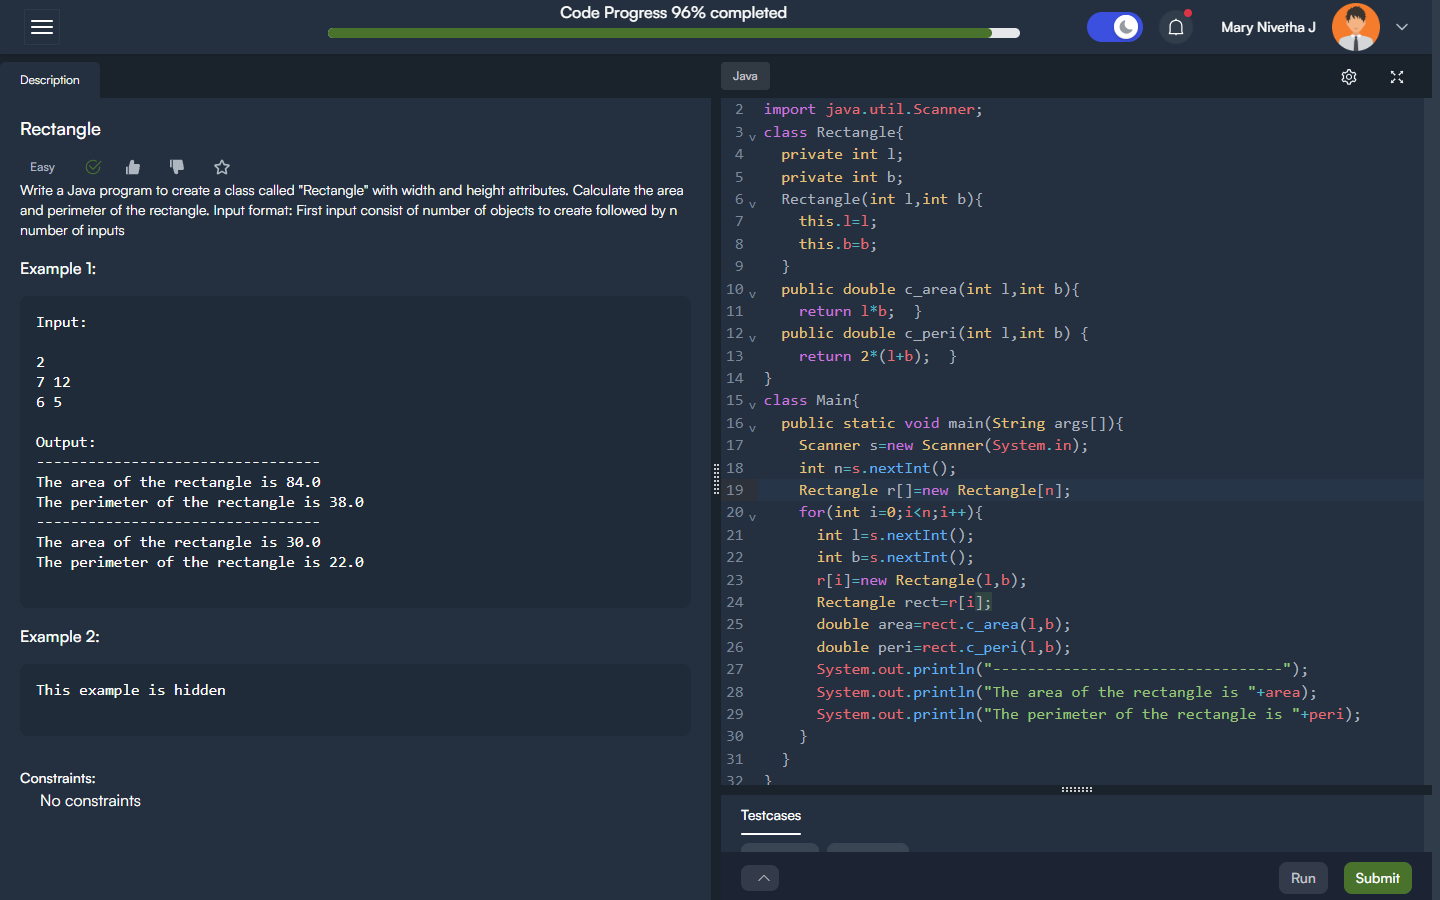 Code Progress 96% completed
Mary Nivetha J
Description
Rectangle
Easy
Write a Java program to create a class called "Rectangle" with width and height attributes. Calculate the area
and perimeter of the rectangle. Input format: First input consist of number of objects to create followed by n
number of inputs
Example 1:
Input:
2
7 12
6 5
Output:
---------------------------------
The area of the rectangle is 84.0
The perimeter of the rectangle is 38.0
---------------------------------
The area of the rectangle is 30.0
The perimeter of the rectangle is 22.0
Example 2:
This example is hidden
Constraints:
No constraints
Java
2 import java.util.Scanner;
3 class Rectangle{
4 private int l;
5 private int b;
6 Rectangle(int l,int b){
7 this.l=l;
8 this.b=b;
9 }
10 public double c_area(int l,int b){
11 return l*b; }
12 public double c_peri(int l,int b) {
13 return 2*(l+b); }
14 }
15 class Main{
16 public static void main(String args[]){
17 Scanner s=new Scanner(System.in);
18 int n=s.nextInt();
19 Rectangle r[]=new Rectangle[n];
20 for(int i=0;i<n;i++){
21 int l=s.nextInt();
22 int b=s.nextInt();
23 r[i]=new Rectangle(l,b);
24 Rectangle rect=r[i];
25 double area=rect.c_area(l,b);
26 double peri=rect.c_peri(l,b);
27 System.out.println("---------------------------------");
28 System.out.println("The area of the rectangle is "+area);
29 System.out.println("The perimeter of the rectangle is "+peri);
30 }
31 }
32 }
Testcases
Run
Submit